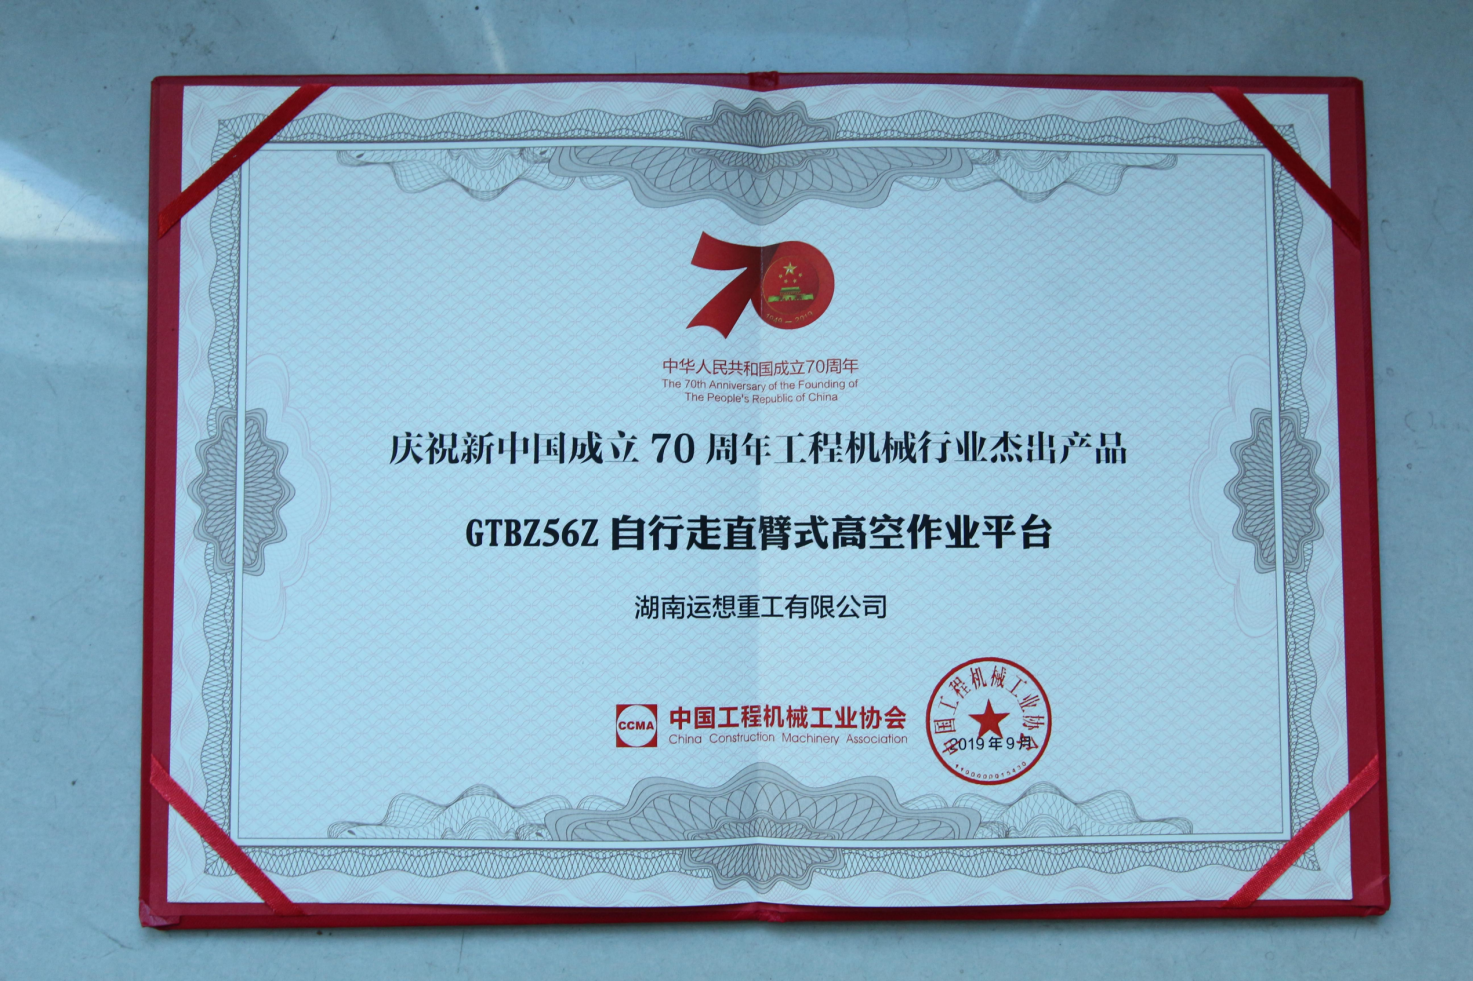 中华人民共和国成立70周年
The 70th Anniversary of the Founding of
The People's Republic of China
庆祝新中国成立 70 周年工程机械行业杰出产品
GTBZ56Z 自行走直臂式高空作业平台
湖南运想重工有限公司
CCMA
中国工程机械工业协会
China Construction Machinery Association
中国工程机械工业协会
2019年9月